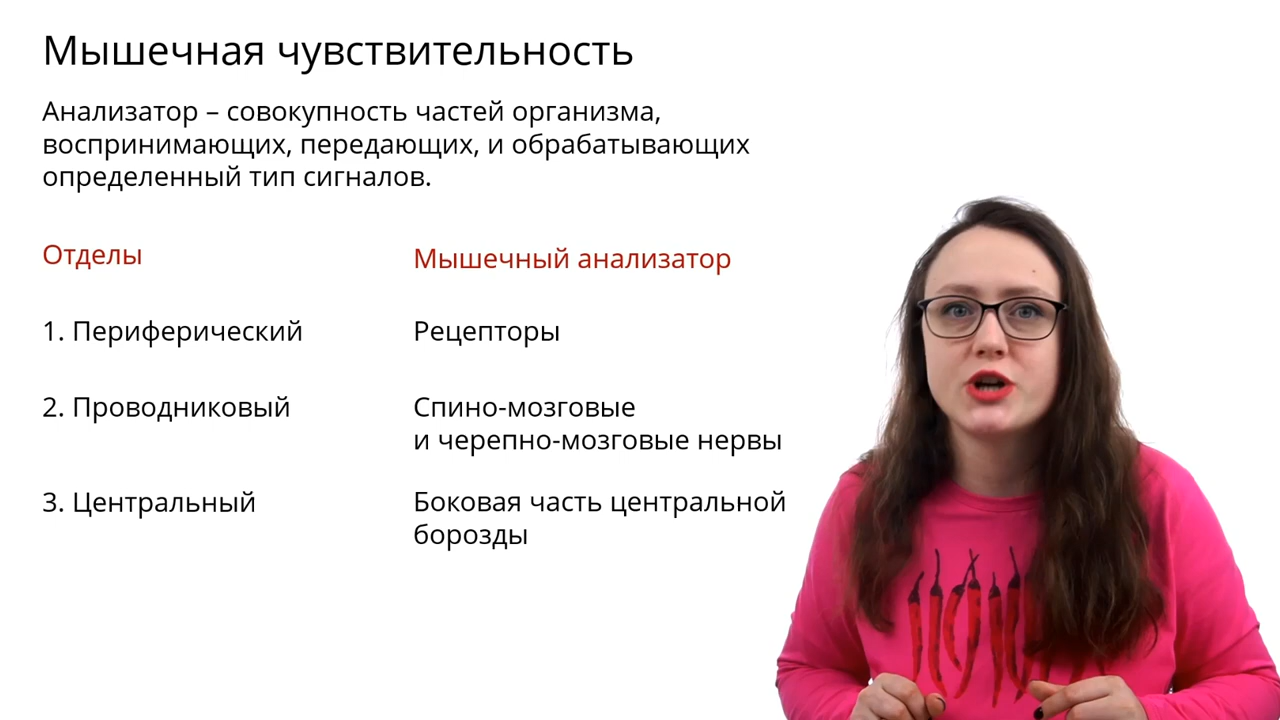 Мышечная чувствительность
Анализатор – совокупность частей организма,
воспринимающих, передающих, и обрабатывающих
определенный тип сигналов.
Отделы
Мышечный анализатор
1. Периферический
Рецепторы
2. Проводниковый
Спино-мозговые
и черепно-мозговые нервы
3. Центральный
Боковая часть центральной
борозды